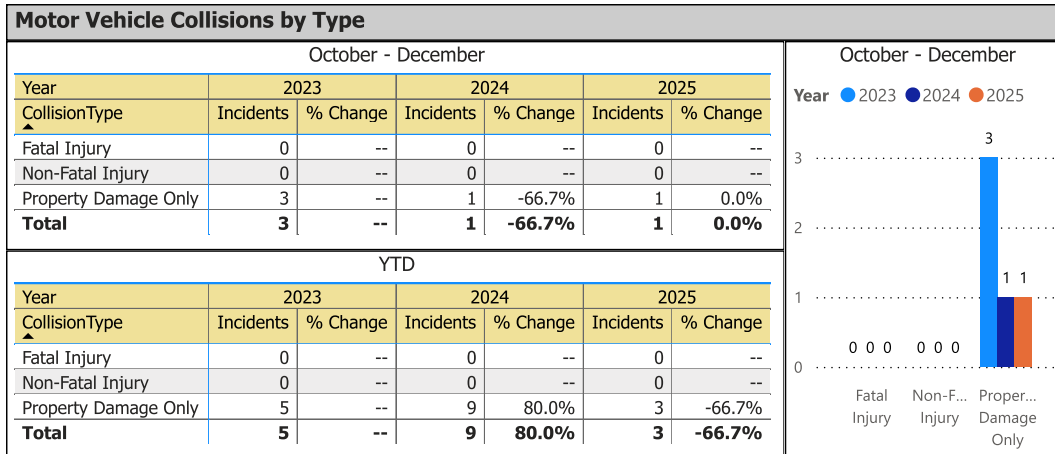 Motor Vehicle Collisions by Type
October - December
Year 2023 2024 2025
CollisionType Incidents % Change Incidents % Change Incidents % Change
Fatal Injury 0 -- 0 -- 0 --
Non-Fatal Injury 0 -- 0 -- 0 --
Property Damage Only 3 -- 1 -66.7% 1 0.0%
Total 3 -- 1 -66.7% 1 0.0%
YTD
Year 2023 2024 2025
CollisionType Incidents % Change Incidents % Change Incidents % Change
Fatal Injury 0 -- 0 -- 0 --
Non-Fatal Injury 0 -- 0 -- 0 --
Property Damage Only 5 -- 9 80.0% 3 -66.7%
Total 5 -- 9 80.0% 3 -66.7%
October - December
Year 2023 2024 2025
3
3
2
1 1
1
0 0 0 0 0 0
0
Fatal Non-F... Proper...
Injury Injury Damage
Only